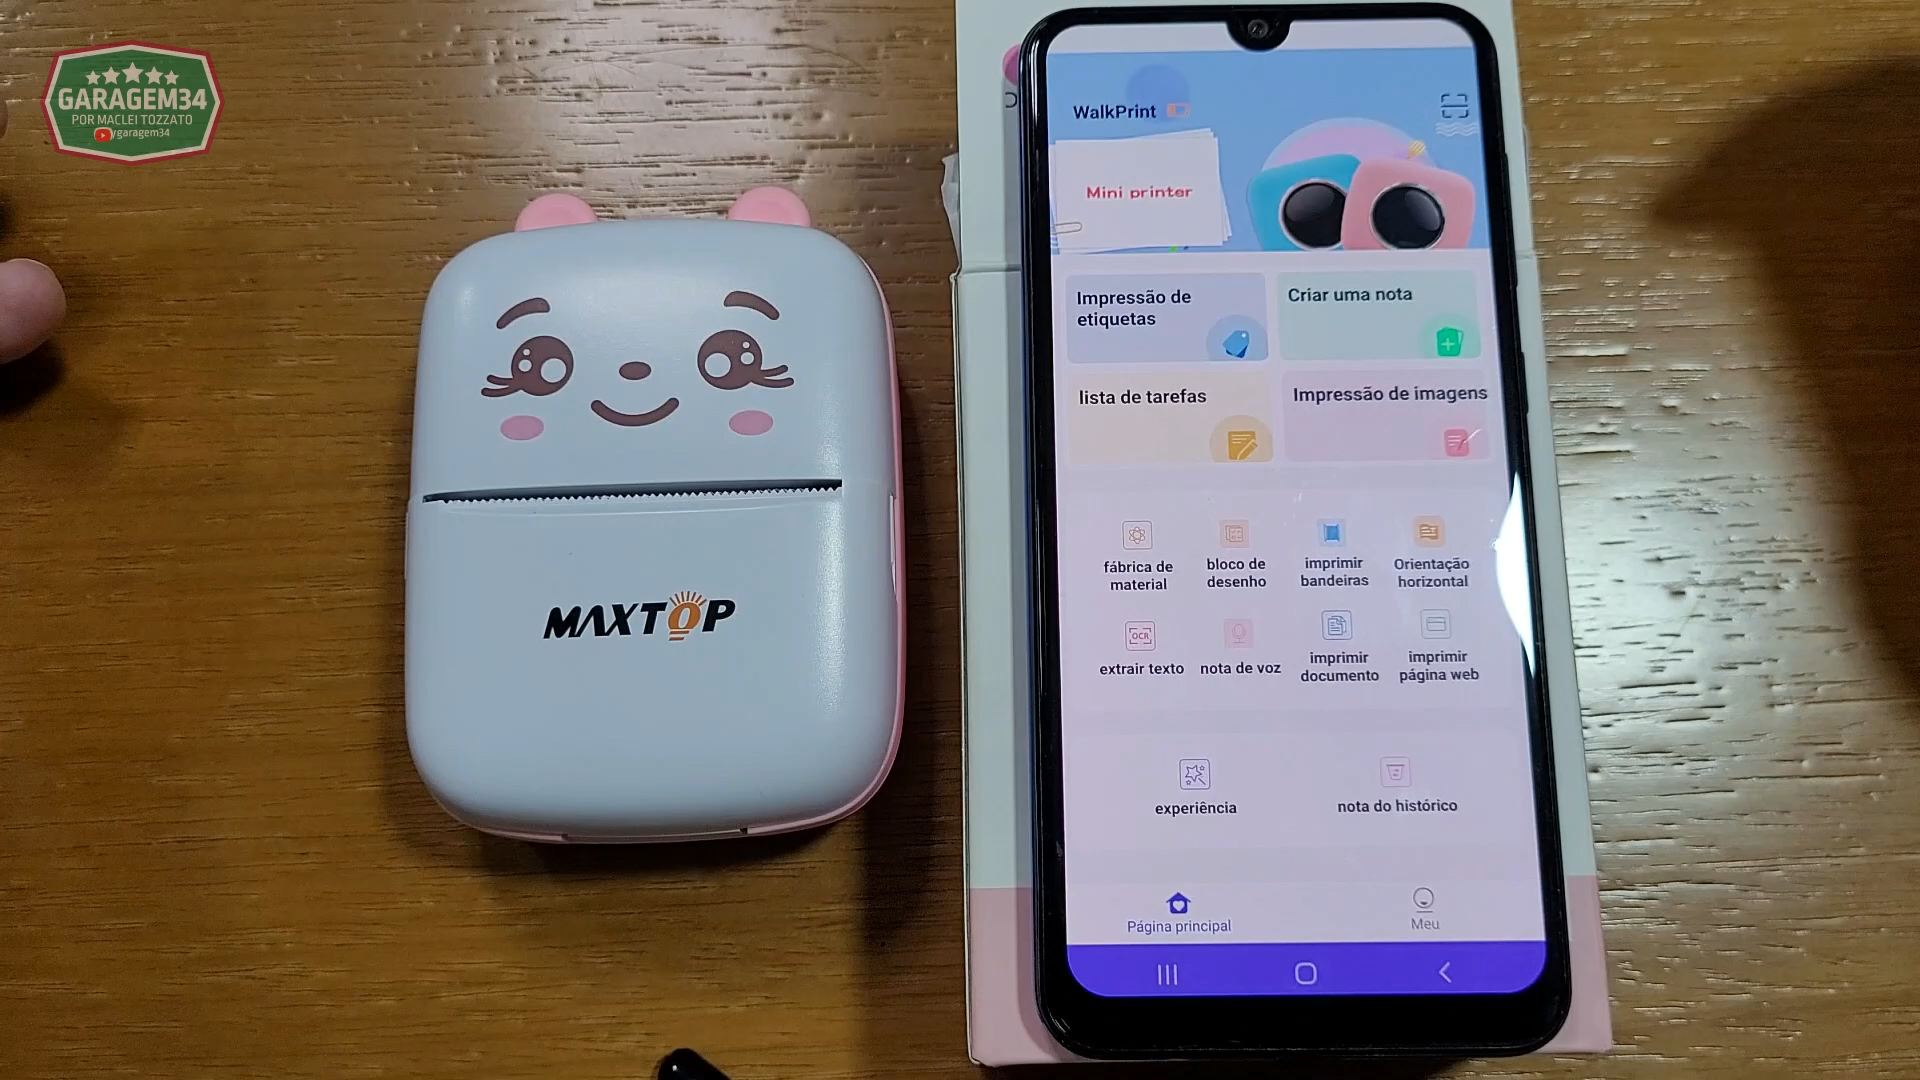 GARAGEM34
POR MACLEI TOZZATO
ygaragem34
MAXTOP
WalkPrint
Mini printer
Impressão de
etiquetas
Criar uma nota
lista de tarefas
Impressão de imagens
fábrica de
material
bloco de
desenho
imprimir
bandeiras
Orientação
horizontal
OCR
extrair texto
nota de voz
imprimir
documento
imprimir
página web
experiência
nota do histórico
Página principal
Meu